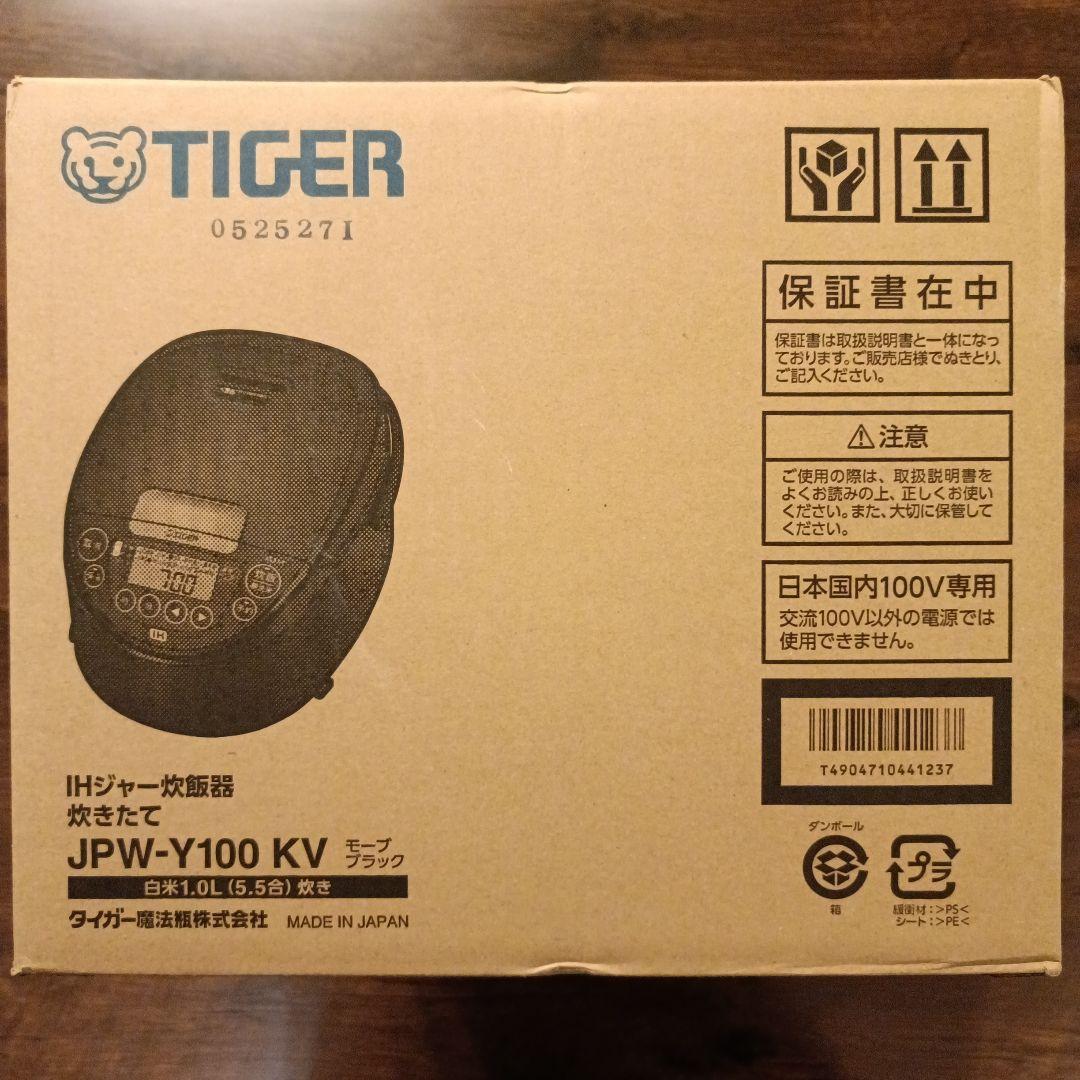 TIGER
052527I
保証書在中
保証書は取扱説明書と一体になっ
ております。ご販売店様でぬきとり、
ご記入ください。
⚠注意
ご使用の際は、取扱説明書を
よくお読みの上、正しくお使い
ください。また、大切に保管して
ください。
日本国内100V専用
交流100V以外の電源では
使用できません。
T4904710441237
ダンボール
箱
プラ
緩衝材:>PS<
シート:>PE<
TIGER
700
IH
IHジャー炊飯器
炊きたて
JPW-Y100 KV モーブ
ブラック
白米1.0L(5.5合)炊き
タイガー魔法瓶株式会社 MADE IN JAPAN